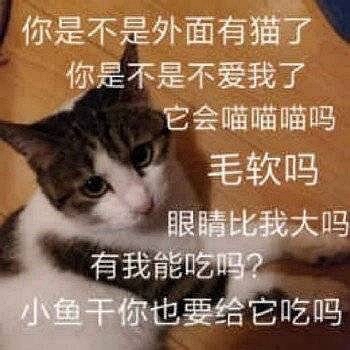 你是不是外面有猫了
你是不是不爱我了
它会喵喵喵吗
毛软吗
眼睛比我大吗
有我能吃吗?
小鱼干你也要给它吃吗